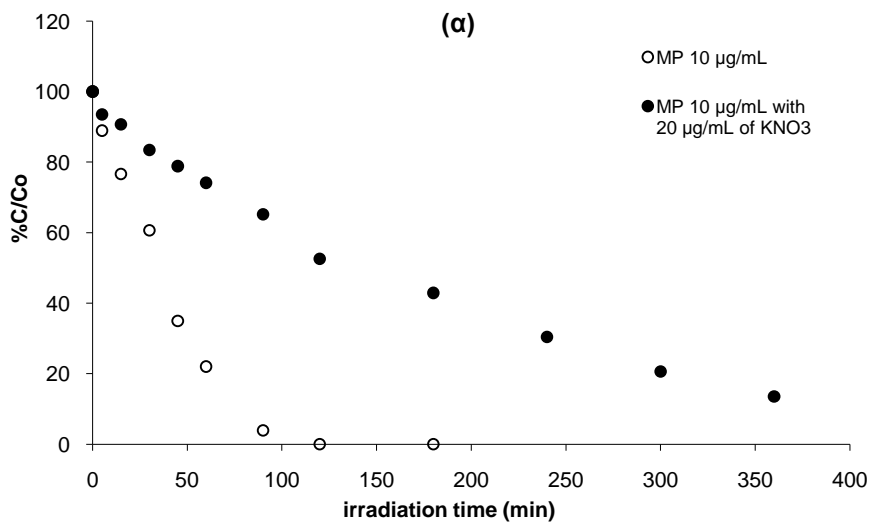 (α)
120
100
80
60
40
20
0
%C/Co
MP 10 μg/mL
MP 10 μg/mL with
20 μg/mL of KNO3
0 50 100 150 200 250 300 350 400
irradiation time (min)